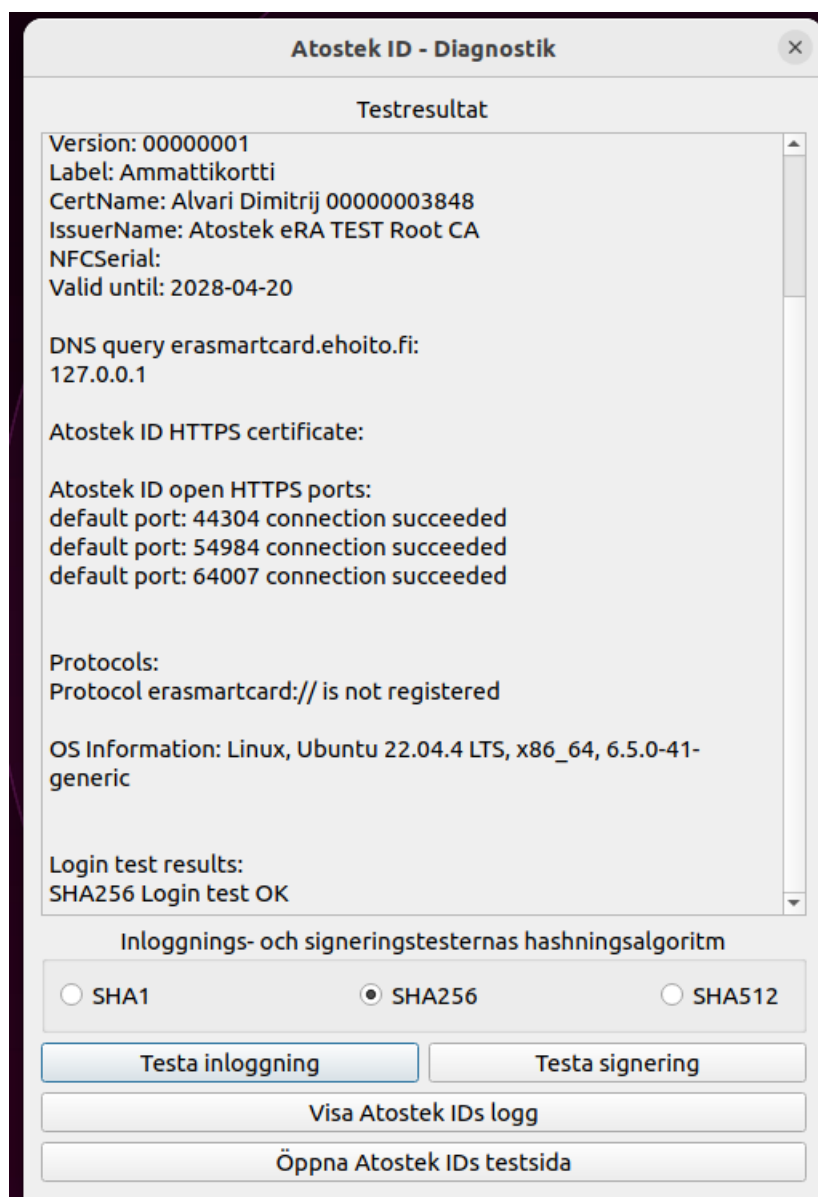 Atostek ID - Diagnostik
Testresultat
Version: 00000001
Label: Ammattikortti
CertName: Alvari Dimitrij 00000003848
IssuerName: Atostek eRA TEST Root CA
NFCSerial:
Valid until: 2028-04-20
DNS query erasmartcard.ehoito.fi:
127.0.0.1
Atostek ID HTTPS certificate:
Atostek ID open HTTPS ports:
default port: 44304 connection succeeded
default port: 54984 connection succeeded
default port: 64007 connection succeeded
Protocols:
Protocol erasmartcard:// is not registered
OS Information: Linux, Ubuntu 22.04.4 LTS, x86_64, 6.5.0-41-
generic
Login test results:
SHA256 Login test OK
Inloggnings- och signeringstesternas hashningsalgoritm
SHA1 SHA256 SHA512
Testa inloggning Testa signering
Visa Atostek IDs logg
Öppna Atostek IDs testsida